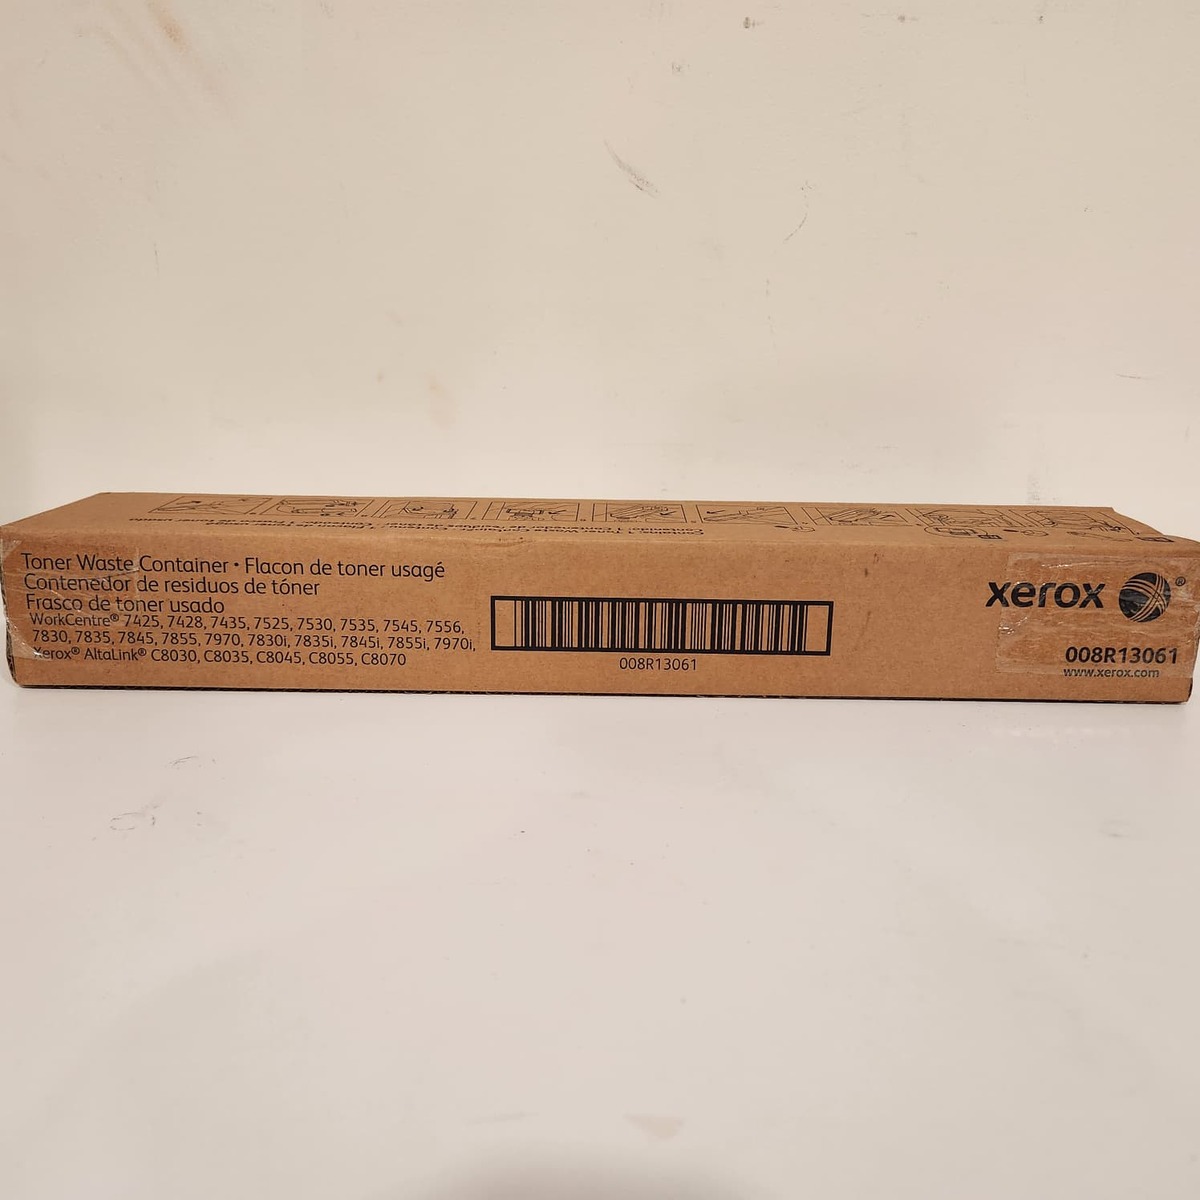 Toner Waste Container • Flacon de toner usagé
Contenedor de residuos de tóner
Frasco de toner usado
WorkCentre® 7425, 7428, 7435, 7525, 7530, 7535, 7545, 7556,
7830, 7835, 7845, 7855, 7970, 7830i, 7835i, 7845i, 7855i, 7970i,
Xerox® AltaLink® C8030, C8035, C8045, C8055, C8070
008R13061
xerox ®
008R13061
www.xerox.com